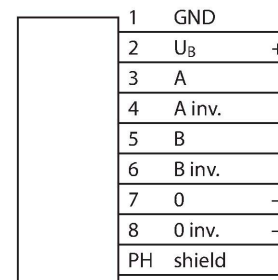 1 GND
2 U_B +
3 A
4 A inv.
5 B
6 B inv.
7 0 –
8 0 inv. –
PH shield